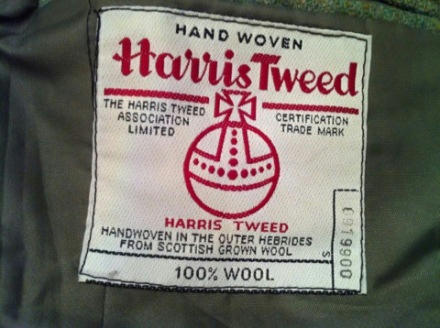 HAND WOVEN
Harris Tweed
THE HARRIS TWEED
ASSOCIATION
LIMITED
CERTIFICATION
TRADE MARK
HARRIS TWEED
HANDWOVEN IN THE OUTER HEBRIDES
FROM SCOTTISH GROWN WOOL
S
100% WOOL